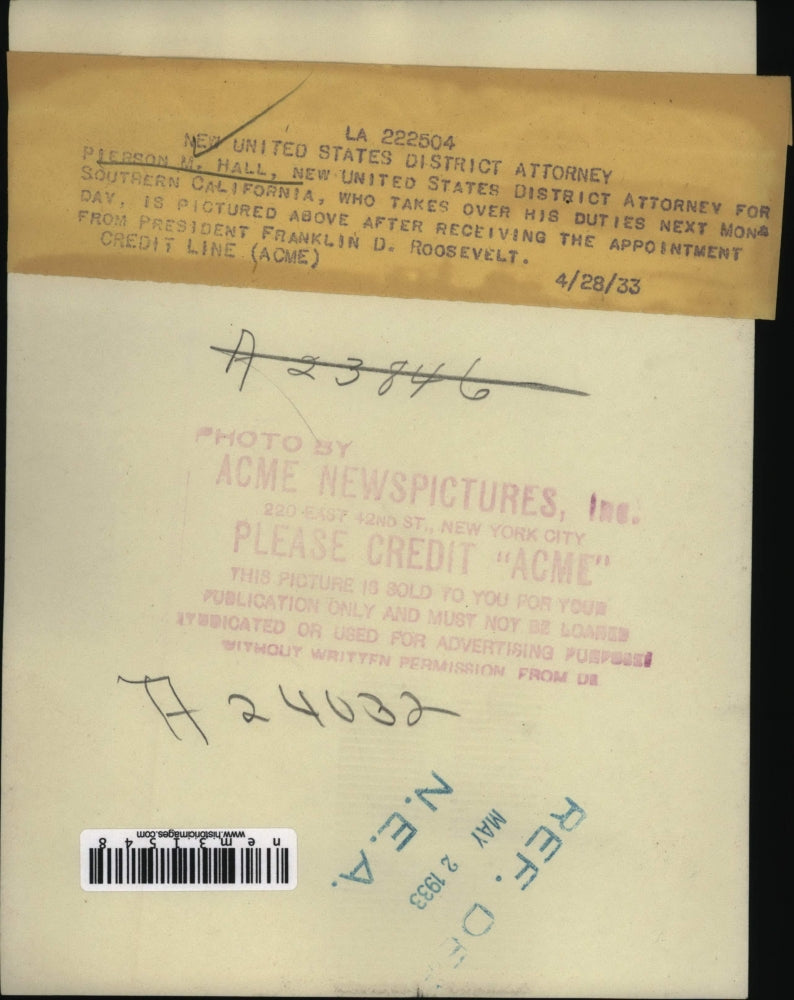 LA 222504
NEW UNITED STATES DISTRICT ATTORNEY
PIERSON M. HALL, NEW UNITED STATES DISTRICT ATTORNEY FOR
SOUTHERN CALIFORNIA, WHO TAKES OVER HIS DUTIES NEXT MON-
DAY, IS PICTURED ABOVE AFTER RECEIVING THE APPOINTMENT
FROM PRESIDENT FRANKLIN D. ROOSEVELT.
CREDIT LINE (ACME)
4/28/33
A 23846
PHOTO BY
ACME NEWSPICTURES, Inc.
220 EAST 42ND ST., NEW YORK CITY
PLEASE CREDIT "ACME"
THIS PICTURE IS SOLD TO YOU FOR YOUR
PUBLICATION ONLY AND MUST NOT BE LOANED
SYNDICATED OR USED FOR ADVERTISING PURPOSES
WITHOUT WRITTEN PERMISSION FROM US
A 24032
REF. DE
MAY 2 1933
N.E.A.
www.historicimages.com
nem31548